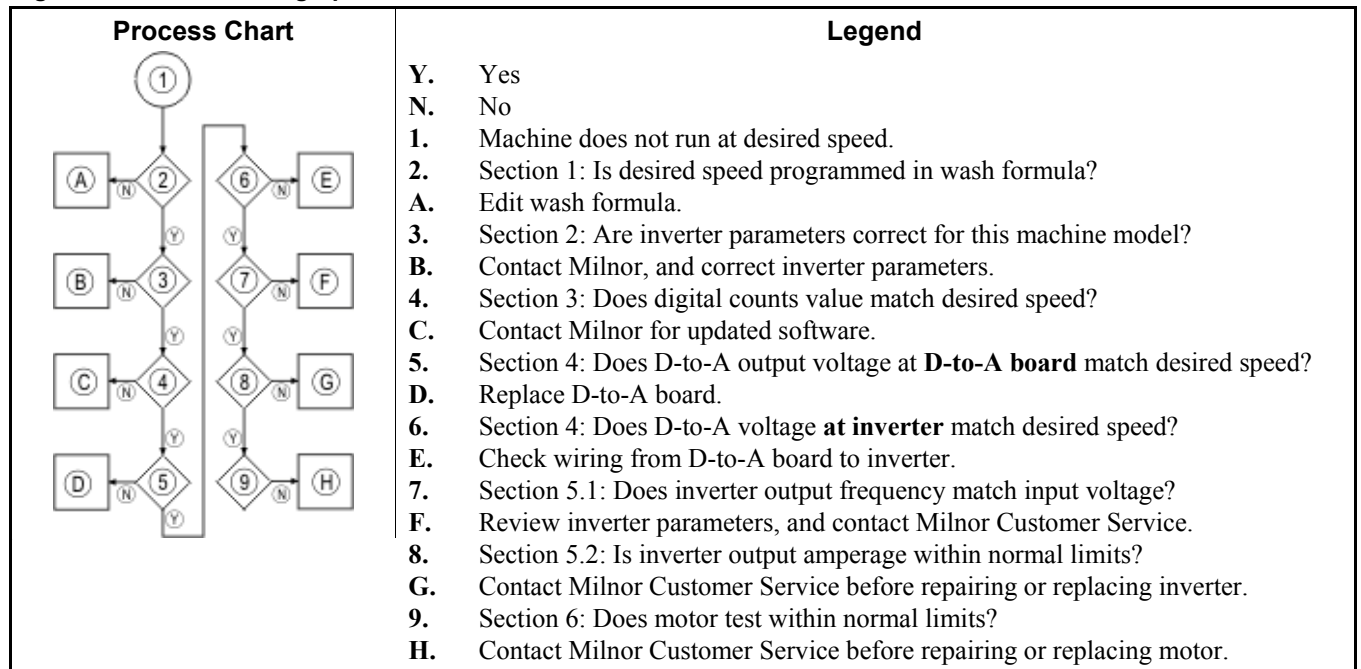 Process Chart
1
A N 2 6 N E
Y Y
B N 3 7 N F
Y Y
C N 4 8 N G
Y Y
D N 5 9 N H
Y
Legend
Y. Yes
N. No
1. Machine does not run at desired speed.
2. Section 1: Is desired speed programmed in wash formula?
A. Edit wash formula.
3. Section 2: Are inverter parameters correct for this machine model?
B. Contact Milnor, and correct inverter parameters.
4. Section 3: Does digital counts value match desired speed?
C. Contact Milnor for updated software.
5. Section 4: Does D-to-A output voltage at D-to-A board match desired speed?
D. Replace D-to-A board.
6. Section 4: Does D-to-A voltage at inverter match desired speed?
E. Check wiring from D-to-A board to inverter.
7. Section 5.1: Does inverter output frequency match input voltage?
F. Review inverter parameters, and contact Milnor Customer Service.
8. Section 5.2: Is inverter output amperage within normal limits?
G. Contact Milnor Customer Service before repairing or replacing inverter.
9. Section 6: Does motor test within normal limits?
H. Contact Milnor Customer Service before repairing or replacing motor.